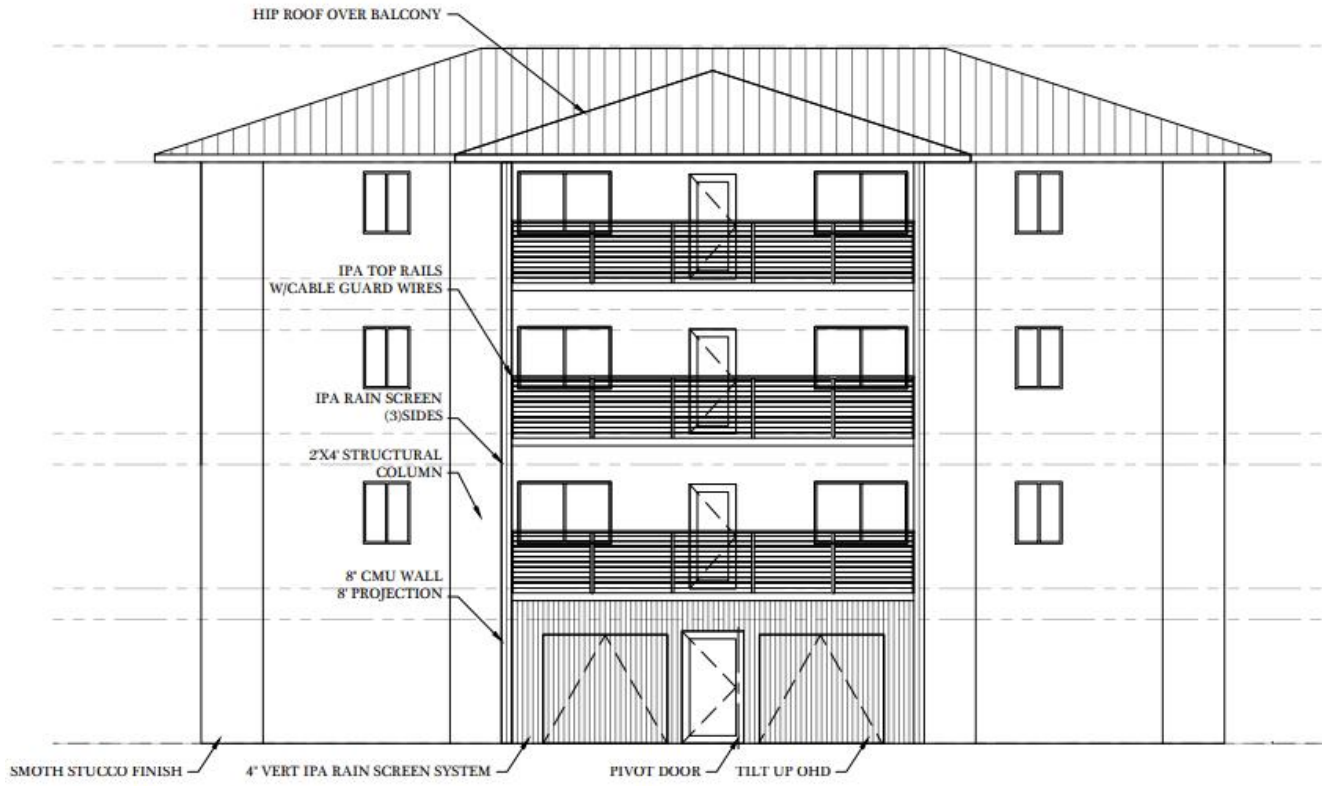 HIP ROOF OVER BALCONY
IPA TOP RAILS
W/CABLE GUARD WIRES
IPA RAIN SCREEN
(3)SIDES
2'X4' STRUCTURAL
COLUMN
8" CMU WALL
8' PROJECTION
SMOTH STUCCO FINISH
4" VERT IPA RAIN SCREEN SYSTEM
PIVOT DOOR
TILT UP OHD